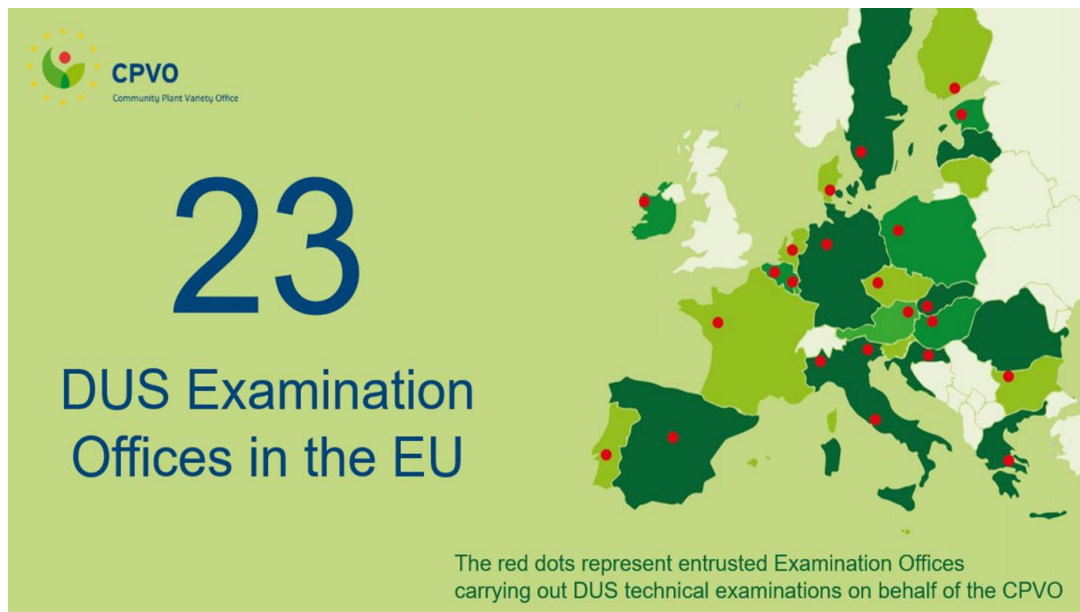 CPVO
Community Plant Variety Office
23
DUS Examination
Offices in the EU
The red dots represent entrusted Examination Offices
carrying out DUS technical examinations on behalf of the CPVO